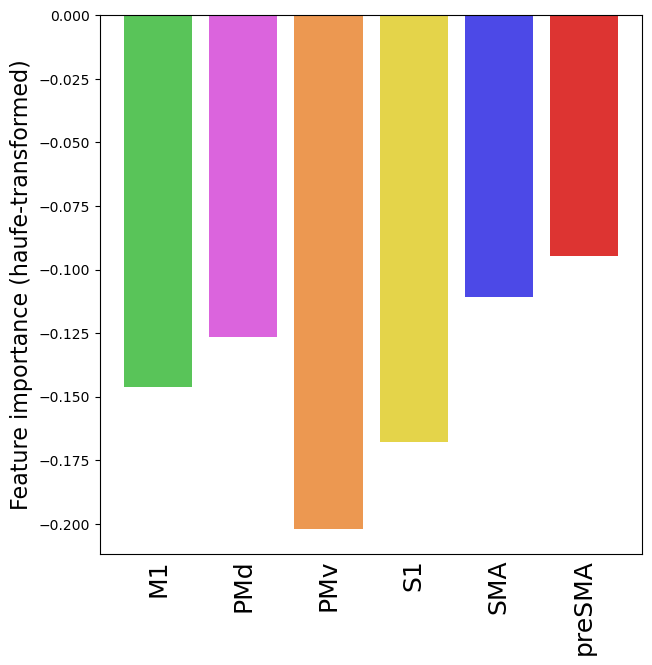 Feature importance (haufe-transformed)
0.000
−0.025
−0.050
−0.075
−0.100
−0.125
−0.150
−0.175
−0.200
M1
PMd
PMv
S1
SMA
preSMA